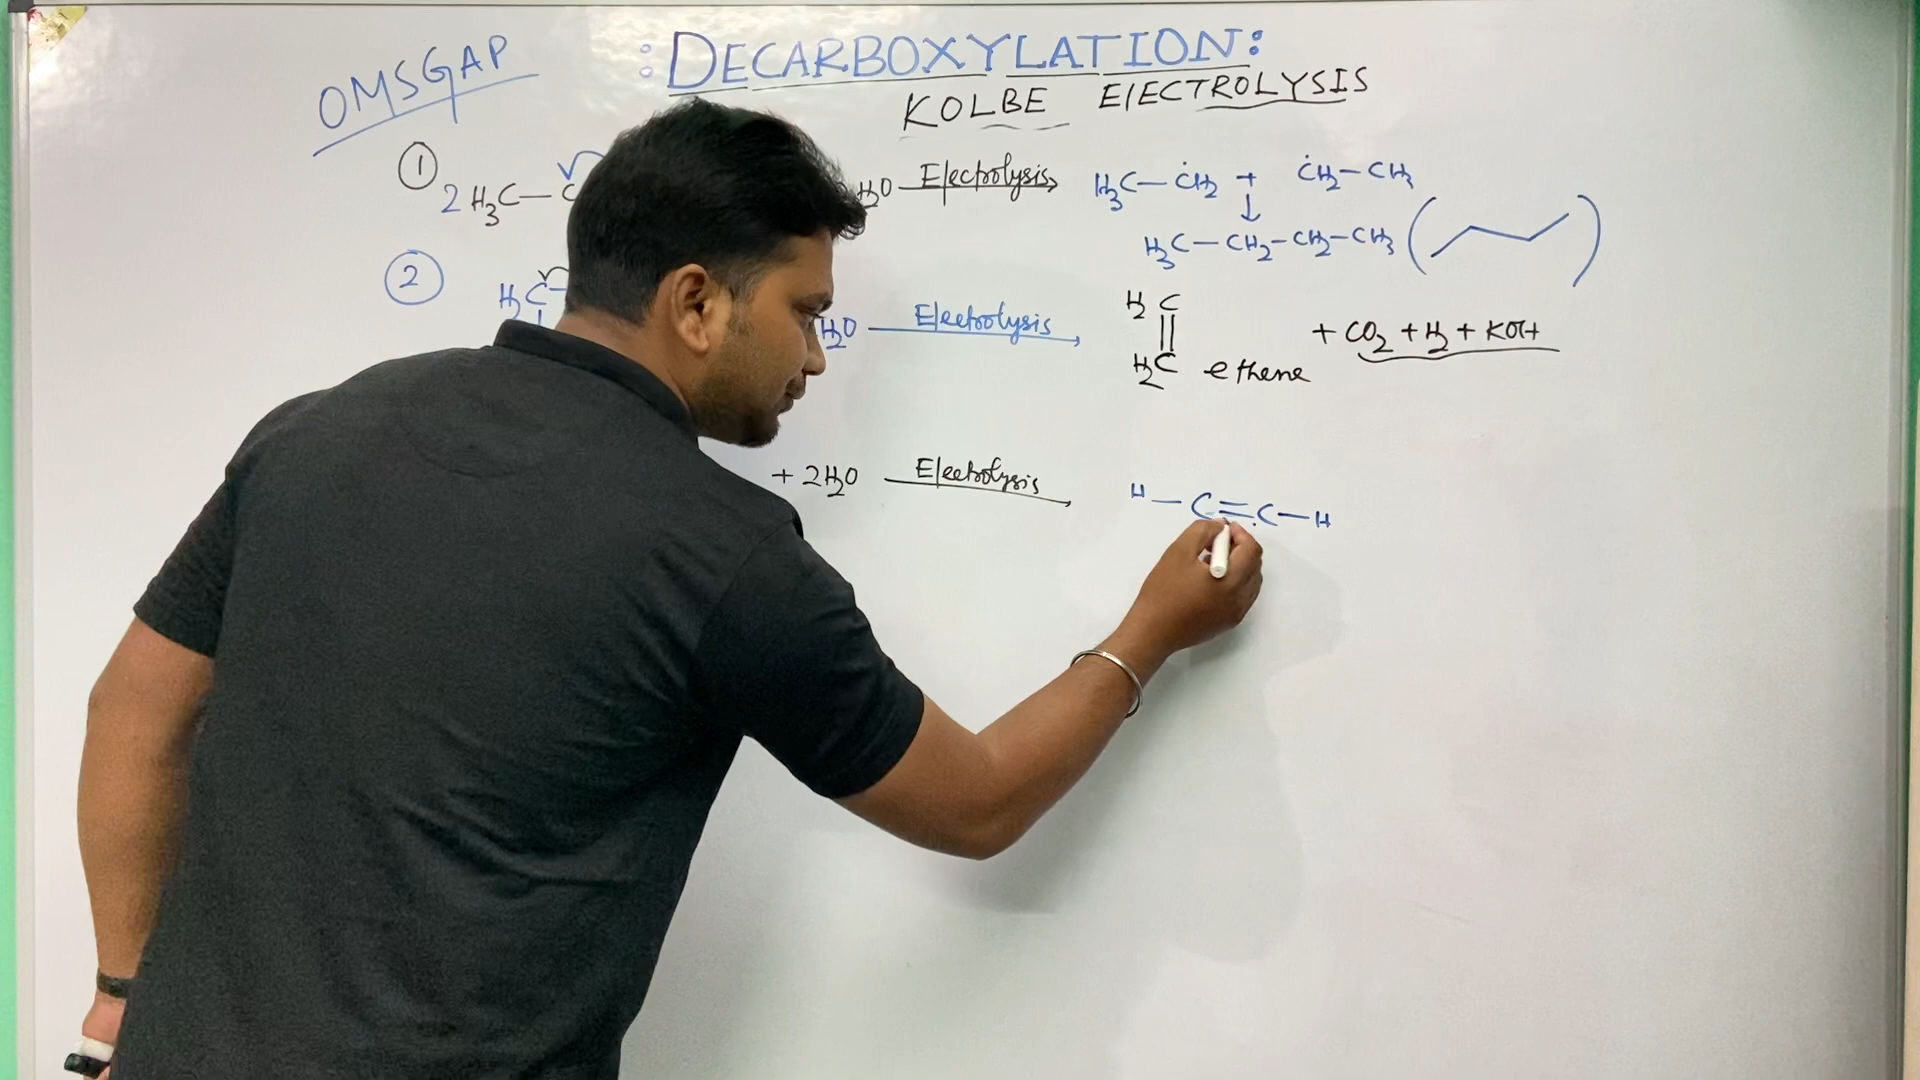 OMSGAP
:DECARBOXYLATION:
KOLBE ElECTROLYSIS
① 2 H₃C—C H₂O Electrolysis H₃C—ĊH₂ + ĊH₂—CH₃
↓
H₃C—CH₂—CH₂—CH₃ ( )
② H₂C H₂O Electrolysis H₂C
H₂C ethene + CO₂ + H₂ + KOH
+ 2H₂O Electrolysis H—C=C—H